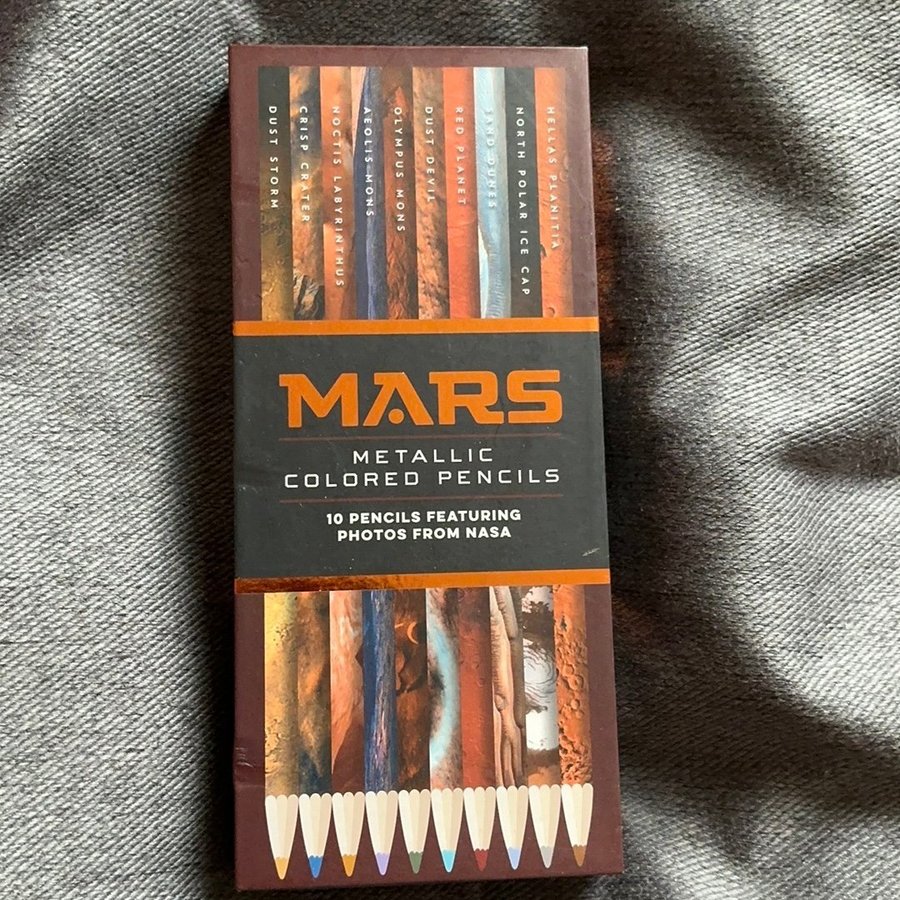 DUST STORM
CRISP CRATER
NOCTIS LABYRINTHUS
AEOLIS MONS
OLYMPUS MONS
DUST DEVIL
RED PLANET
SAND DUNES
NORTH POLAR ICE CAP
HELLAS PLANITIA
MARS
METALLIC
COLORED PENCILS
10 PENCILS FEATURING
PHOTOS FROM NASA